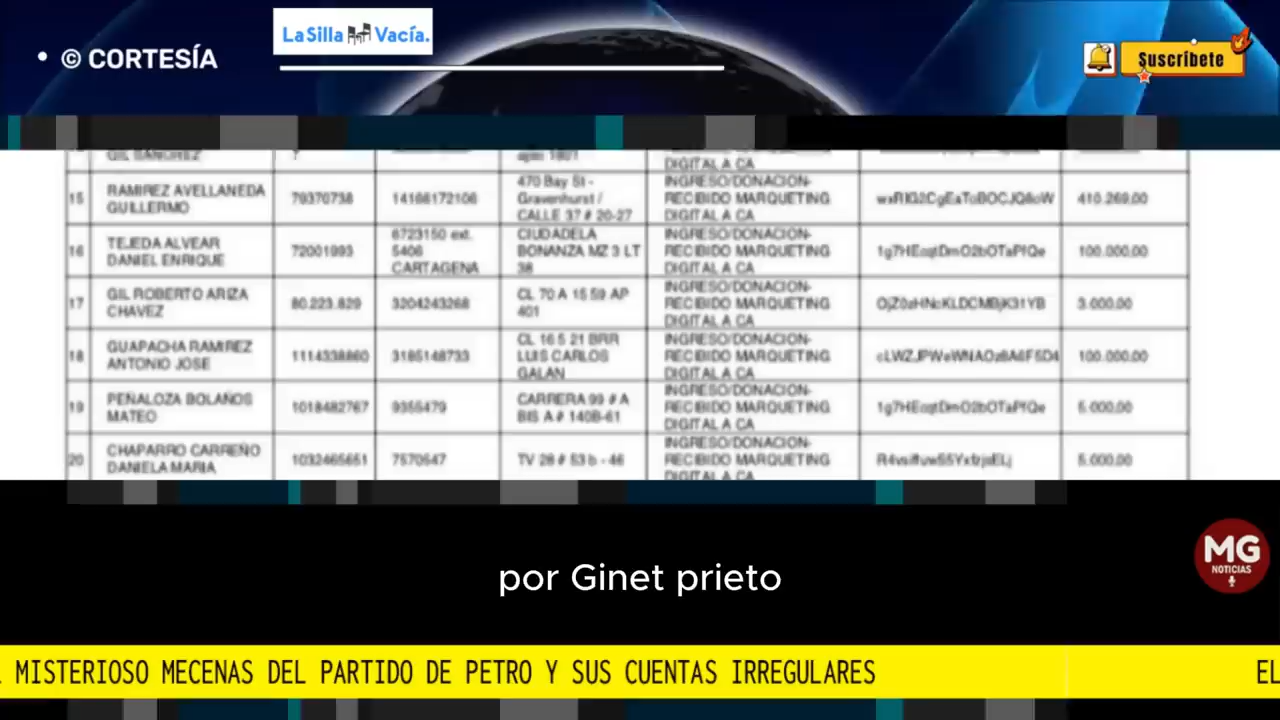 LaSilla Vacía.
• © CORTESÍA
Suscríbete
GIL SANCHEZ
DIGITAL A CA
15 RAMIREZ AVELLANEDA GUILLERMO 79370738 14166172106 470 Bay St - Gravenhurst / CALLE 37 # 20-27 INGRESO/DONACION- RECIBIDO MARQUETING DIGITAL A CA 410.269,00
16 TEJEDA ALVEAR DANIEL ENRIQUE 72001993 6723150 ext. 5406 CARTAGENA CIUDADELA BONANZA MZ 3 LT 38 INGRESO/DONACION- RECIBIDO MARQUETING DIGITAL A CA 100.000,00
17 GIL ROBERTO ARIZA CHAVEZ 80.223.829 3204243268 CL 70 A 15 59 AP 401 INGRESO/DONACION- RECIBIDO MARQUETING DIGITAL A CA 3.000,00
18 GUAPACHA RAMIREZ ANTONIO JOSE 1114338860 3185148733 CL 16 5 21 BRR LUIS CARLOS GALAN INGRESO/DONACION- RECIBIDO MARQUETING DIGITAL A CA 100.000,00
19 PEÑALOZA BOLAÑOS MATEO 1018482767 9355479 CARRERA 99 # A BIS A # 140B-61 INGRESO/DONACION- RECIBIDO MARQUETING DIGITAL A CA 5.000,00
20 CHAPARRO CARREÑO DANIELA MARIA 1032465651 7570547 TV 28 # 53 b - 46 INGRESO/DONACION- RECIBIDO MARQUETING DIGITAL A CA 5.000,00
por Ginet prieto
MG
NOTICIAS
MISTERIOSO MECENAS DEL PARTIDO DE PETRO Y SUS CUENTAS IRREGULARES EL